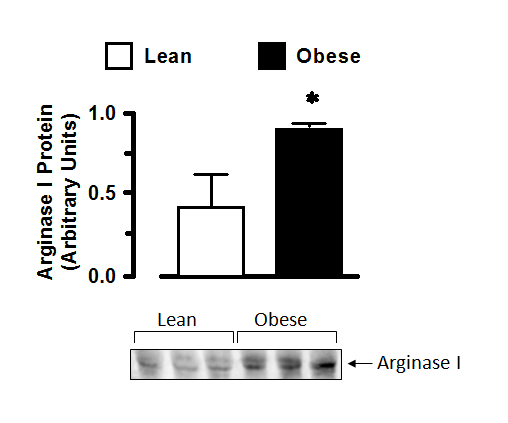 Lean Obese
*
Arginase I Protein
(Arbitrary Units)
1.0
0.5
0.0
Lean Obese
Arginase I